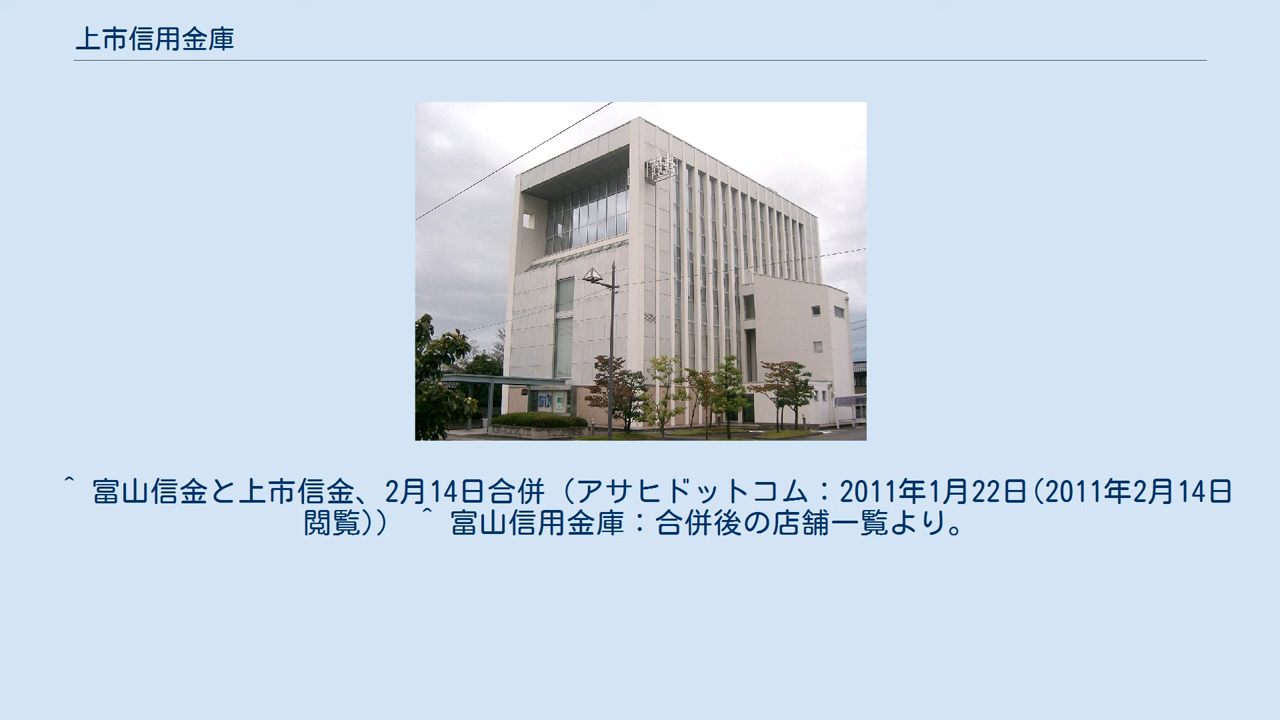 上市信用金庫
^ 富山信金と上市信金、2月14日合併（アサヒドットコム：2011年1月22日(2011年2月14日
閲覧)） ^ 富山信用金庫：合併後の店舗一覧より。